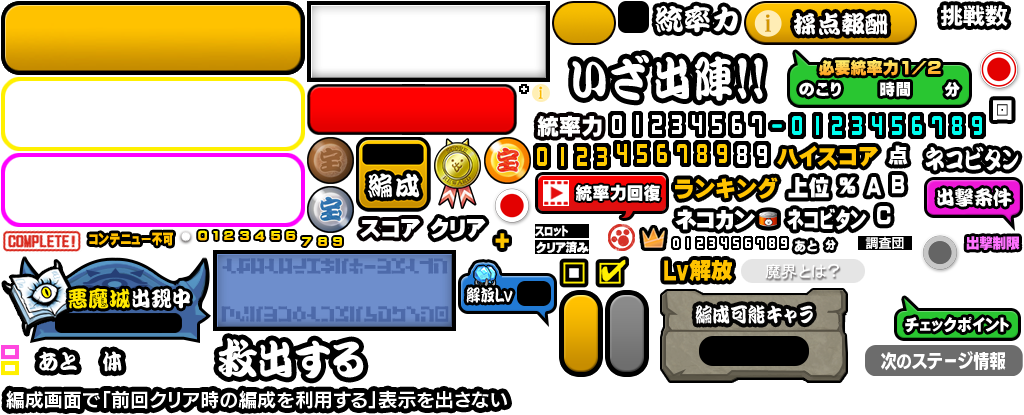 統率力
i 採点報酬
挑戦数
いざ出陣!!
必要統率力1/2
のこり 時間 分
i
統率力 01234567-0123456789
012345678989
ハイスコア 点
ネコビタン
宝 編成 宝
宝
統率力回復
ランキング 上位 % A B
出撃条件
スコア クリア
ネコカン ネコビタン C
COMPLETE!
コンテニュー不可
0123456789
スロット
クリア済み
0123456789 あと 分
調査団
出撃制限
悪魔城出現中
解放Lv
Lv解放
魔界とは?
編成可能キャラ
チェックポイント
あと 体
救出する
次のステージ情報
編成画面で「前回クリア時の編成を利用する」表示を出さない